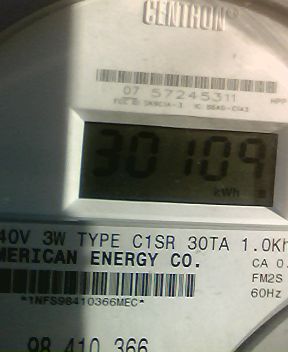 CENTRON®
07 57245311
30109
kWh
40V 3W TYPE C1SR 30TA 1.0Kh
MERICAN ENERGY CO.
CA 0.
FM2S
60Hz
*1NFS98410366MEC*
98 410 366